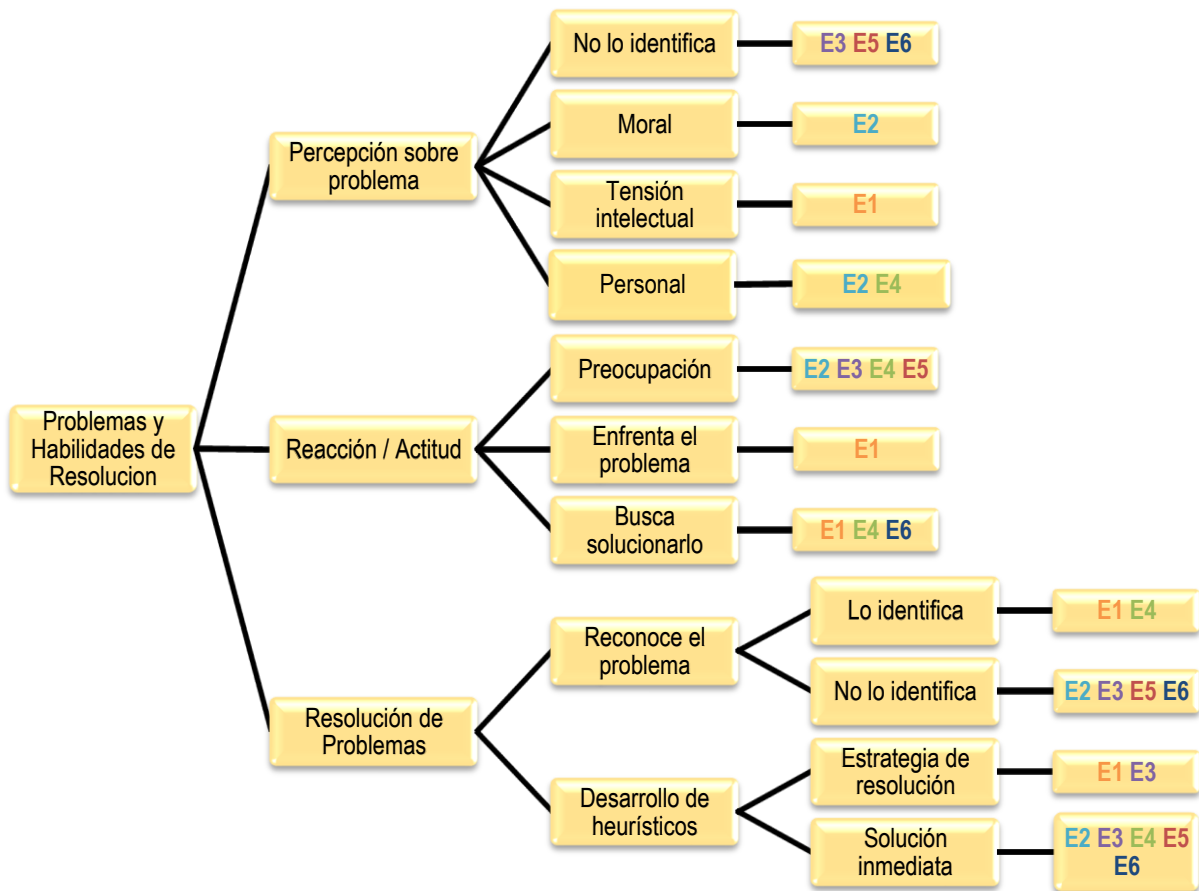 Problemas y
Habilidades de
Resolucion
Percepción sobre
problema
No lo identifica
E3 E5 E6
Moral
E2
Tensión
intelectual
E1
Personal
E2 E4
Reacción / Actitud
Preocupación
E2 E3 E4 E5
Enfrenta el
problema
E1
Busca
solucionarlo
E1 E4 E6
Resolución de
Problemas
Reconoce el
problema
Lo identifica
E1 E4
No lo identifica
E2 E3 E5 E6
Desarrollo de
heurísticos
Estrategia de
resolución
E1 E3
Solución
inmediata
E2 E3 E4 E5
E6